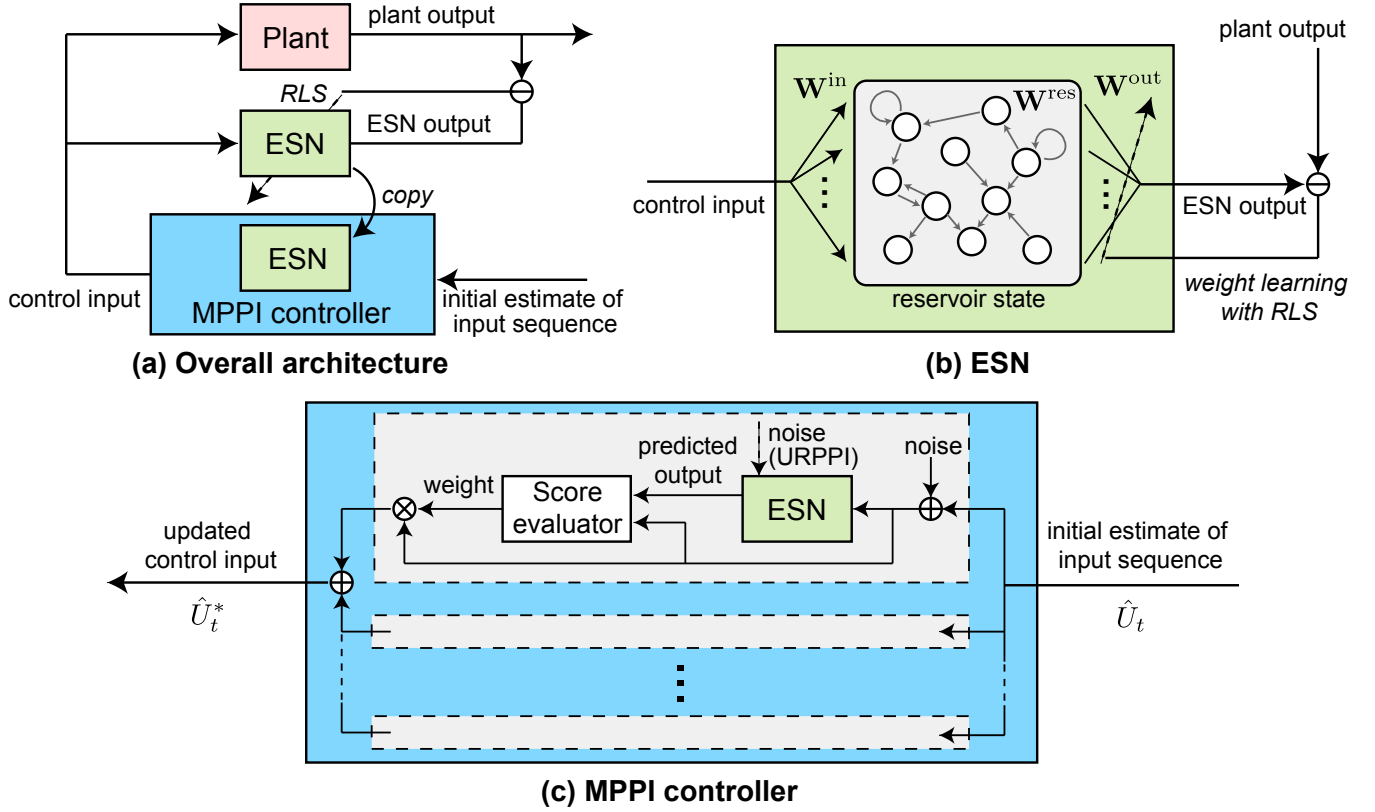 plant output
Plant
RLS
ESN output
ESN
copy
ESN
MPPI controller
control input
initial estimate of
input sequence
(a) Overall architecture
plant output
W^in
W^res
W^out
control input
ESN output
reservoir state
weight learning
with RLS
(b) ESN
noise
(URPPI)
predicted
output
noise
weight
Score
evaluator
ESN
updated
control input
Û*_t
initial estimate of
input sequence
Û_t
(c) MPPI controller